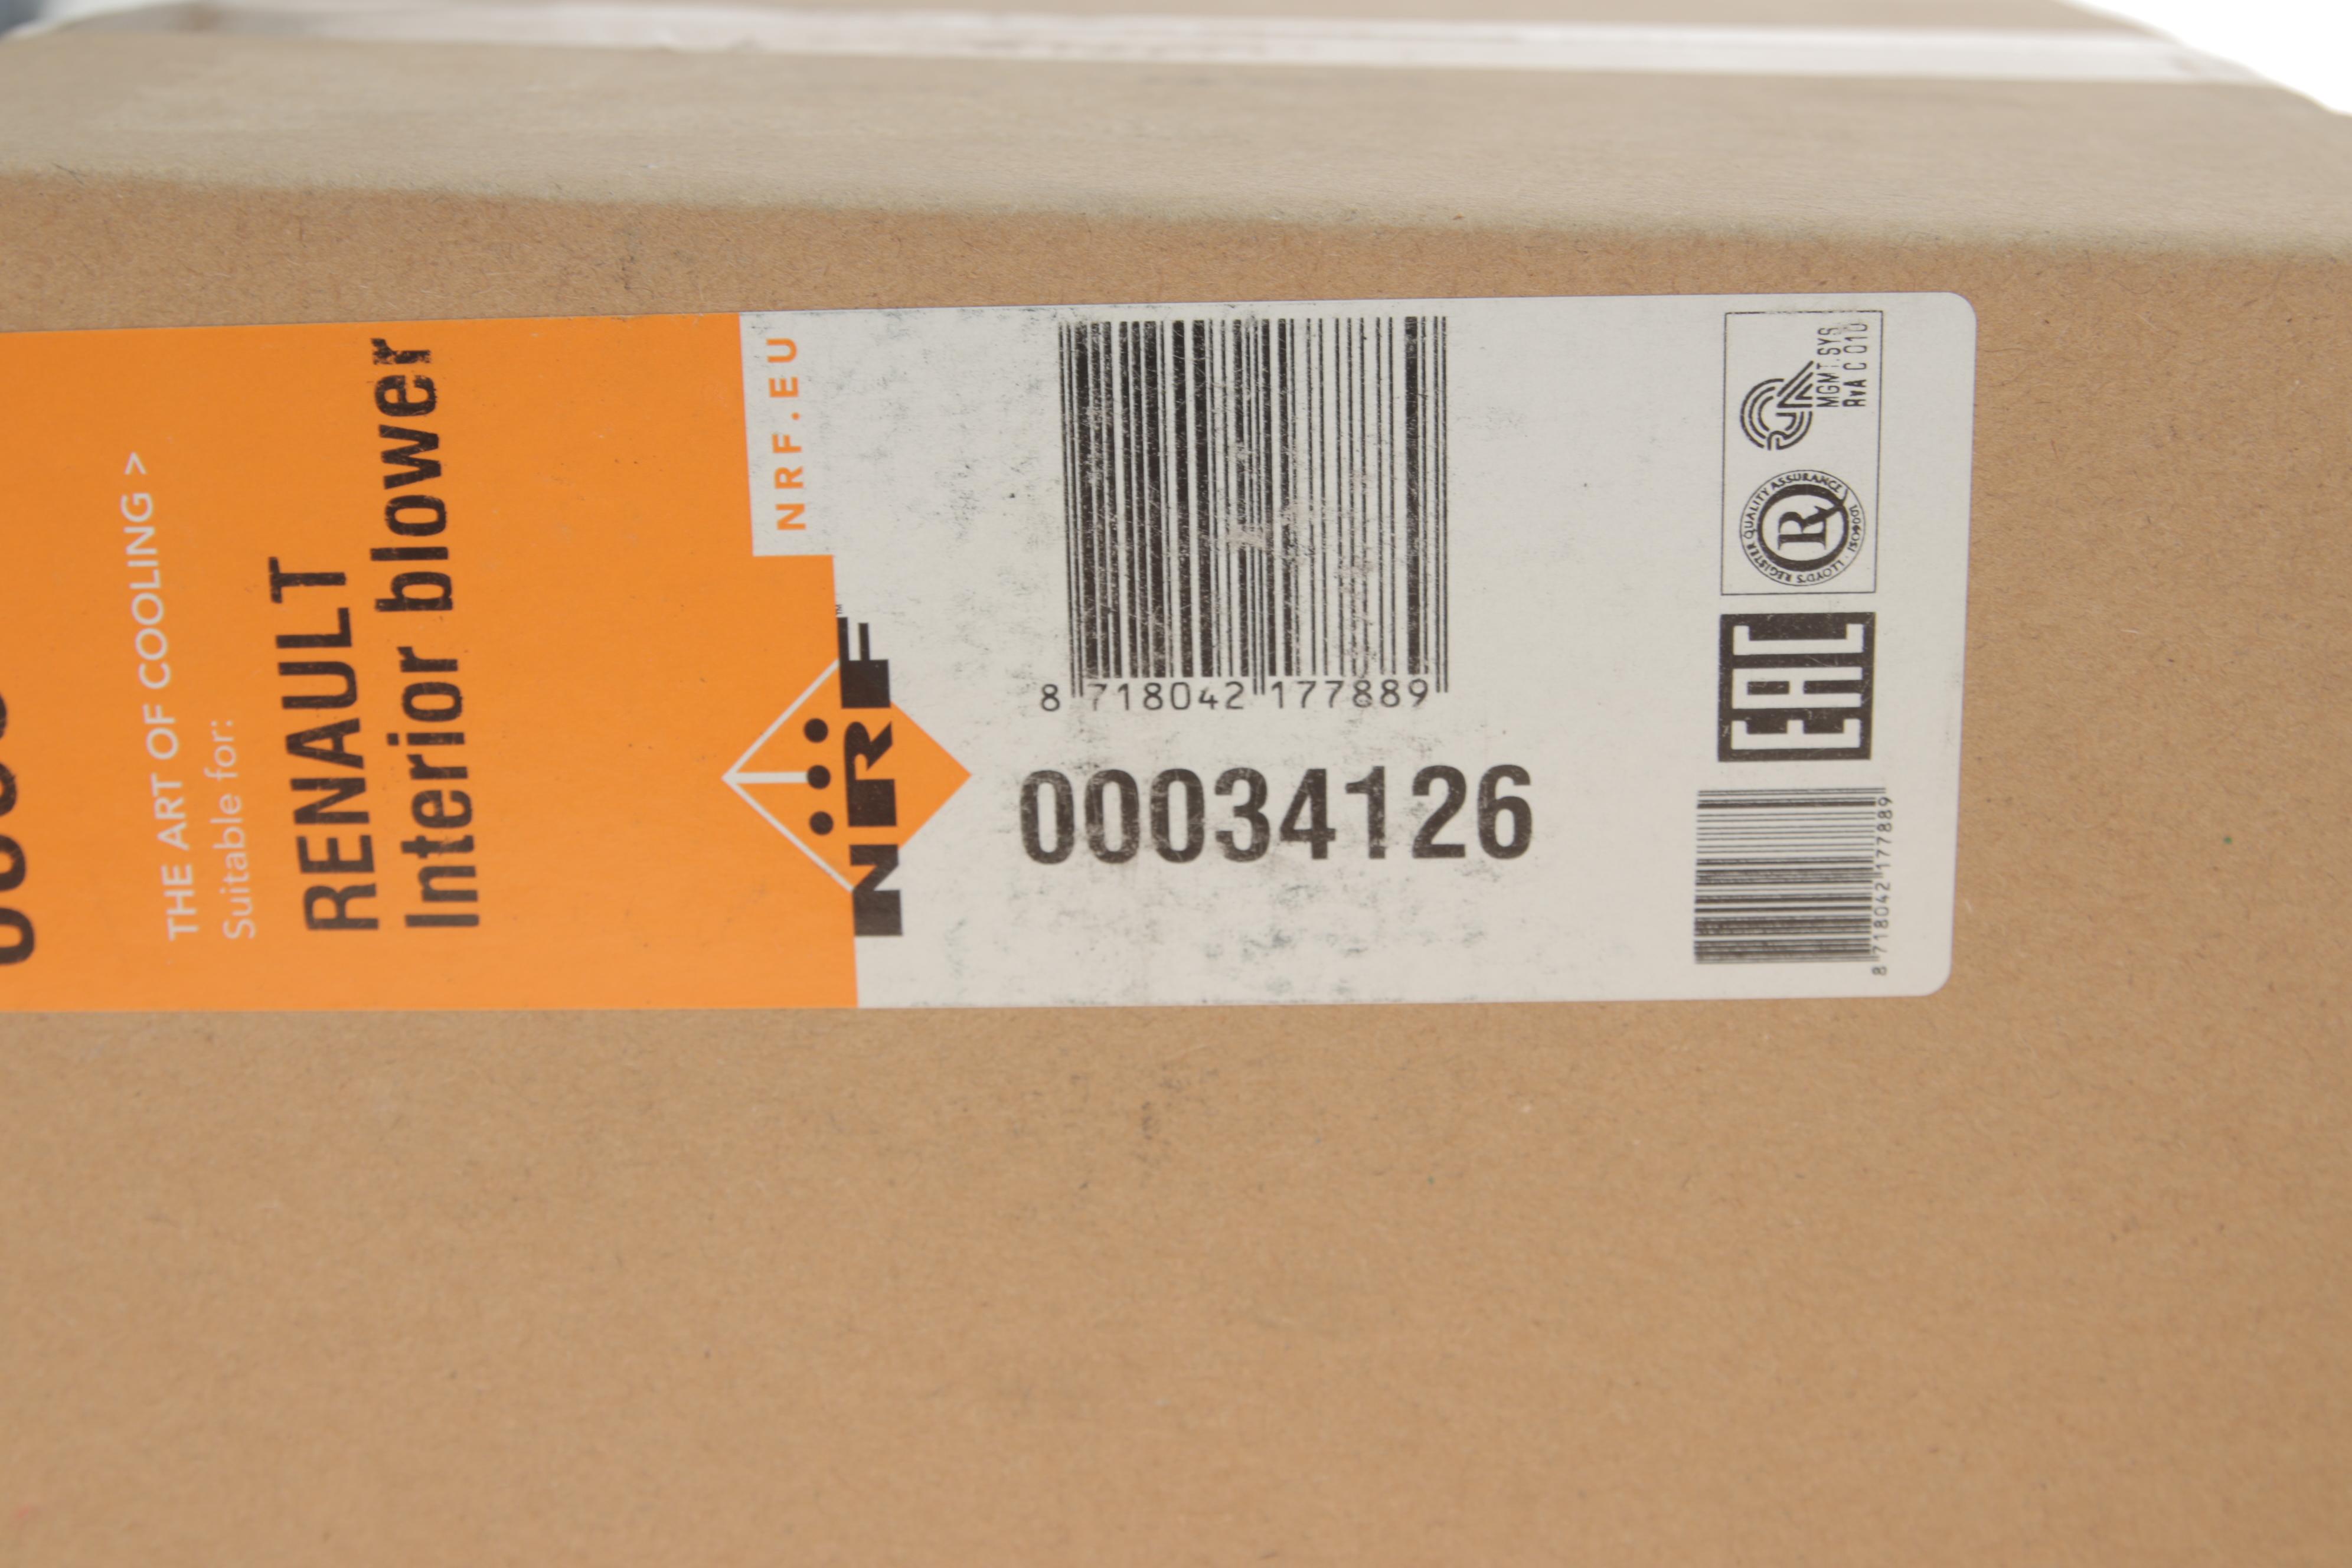 THE ART OF COOLING >
Suitable for:
RENAULT
Interior blower
NRF.EU
NRF™
8 718042 177889
00034126
MGMT.SYS.
RvA C 010
LLOYD'S REGISTER QUALITY ASSURANCE
ISO9001
EAC
8 718042 177889